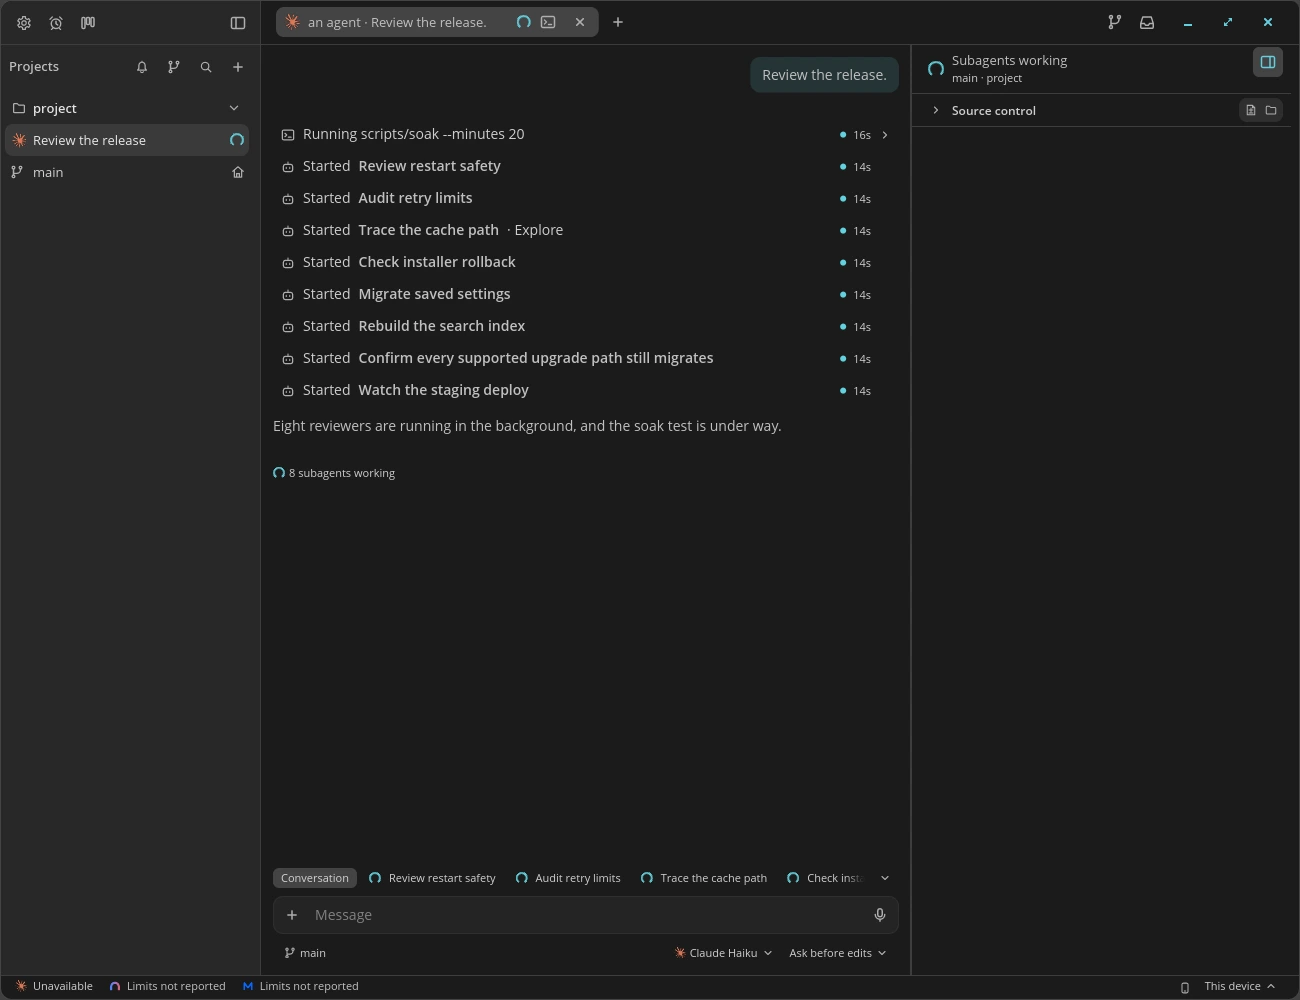 an agent · Review the release.
Projects
project
Review the release
main
Review the release.
Running scripts/soak --minutes 20 16s
Started Review restart safety 14s
Started Audit retry limits 14s
Started Trace the cache path · Explore 14s
Started Check installer rollback 14s
Started Migrate saved settings 14s
Started Rebuild the search index 14s
Started Confirm every supported upgrade path still migrates 14s
Started Watch the staging deploy 14s
Eight reviewers are running in the background, and the soak test is under way.
8 subagents working
Conversation Review restart safety Audit retry limits Trace the cache path Check insta
Message
main Claude Haiku Ask before edits
Subagents working
main · project
Source control
Unavailable Limits not reported Limits not reported This device